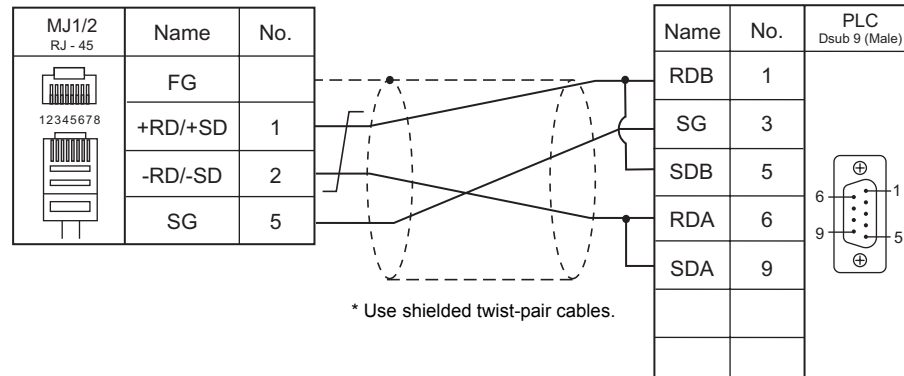 MJ1/2
RJ - 45
Name
No.
12345678
FG
+RD/+SD
1
-RD/-SD
2
SG
5
* Use shielded twist-pair cables.
Name
No.
PLC
Dsub 9 (Male)
RDB
1
SG
3
SDB
5
RDA
6
SDA
9
6
1
9
5